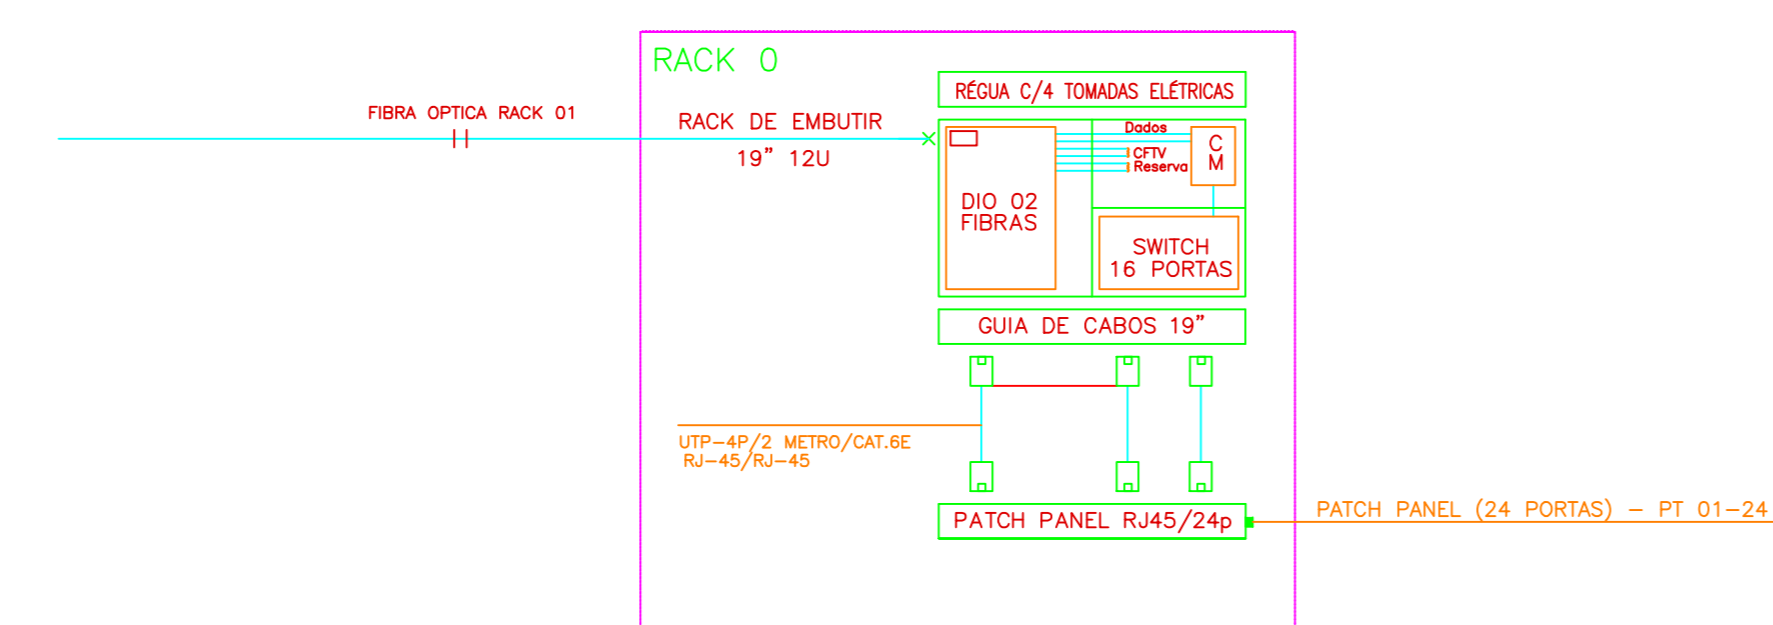 RACK 0
RÉGUA C/4 TOMADAS ELÉTRICAS
FIBRA OPTICA RACK 01
RACK DE EMBUTIR
19” 12U
Dados
CFTV
Reserva
C
M
DIO 02
FIBRAS
SWITCH
16 PORTAS
GUIA DE CABOS 19”
UTP-4P/2 METRO/CAT.6E
RJ-45/RJ-45
PATCH PANEL RJ45/24p
PATCH PANEL (24 PORTAS) - PT 01-24